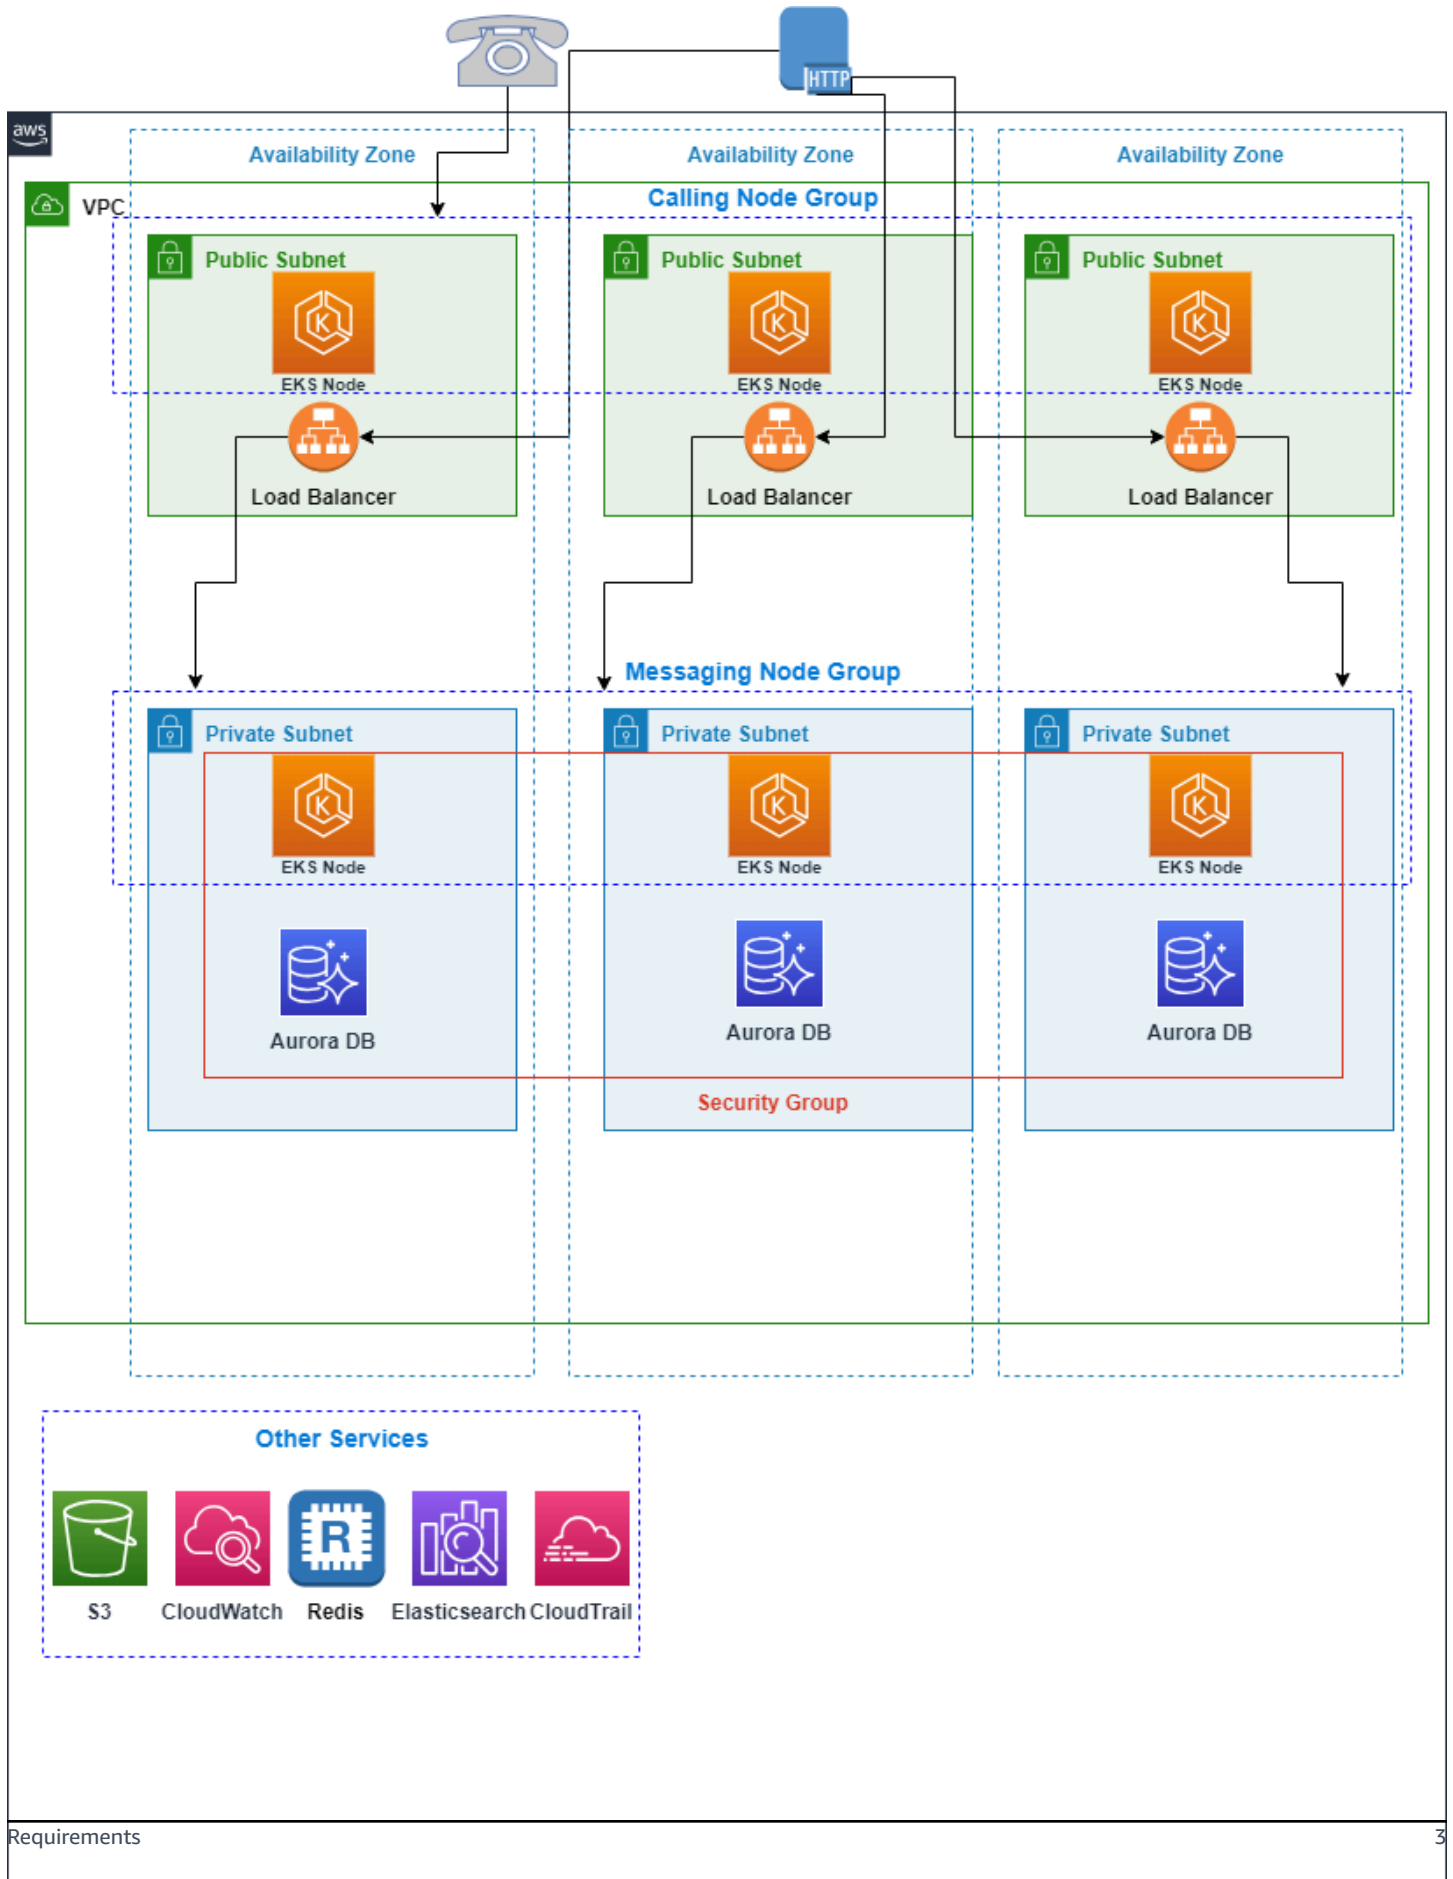 HTTP
aws
Availability Zone
Availability Zone
Availability Zone
VPC
Calling Node Group
Public Subnet
Public Subnet
Public Subnet
K
K
K
EKS Node
EKS Node
EKS Node
Load Balancer
Load Balancer
Load Balancer
Messaging Node Group
Private Subnet
Private Subnet
Private Subnet
K
K
K
EKS Node
EKS Node
EKS Node
Aurora DB
Aurora DB
Aurora DB
Security Group
Other Services
R
S3
CloudWatch
Redis
Elasticsearch
CloudTrail
Requirements
3